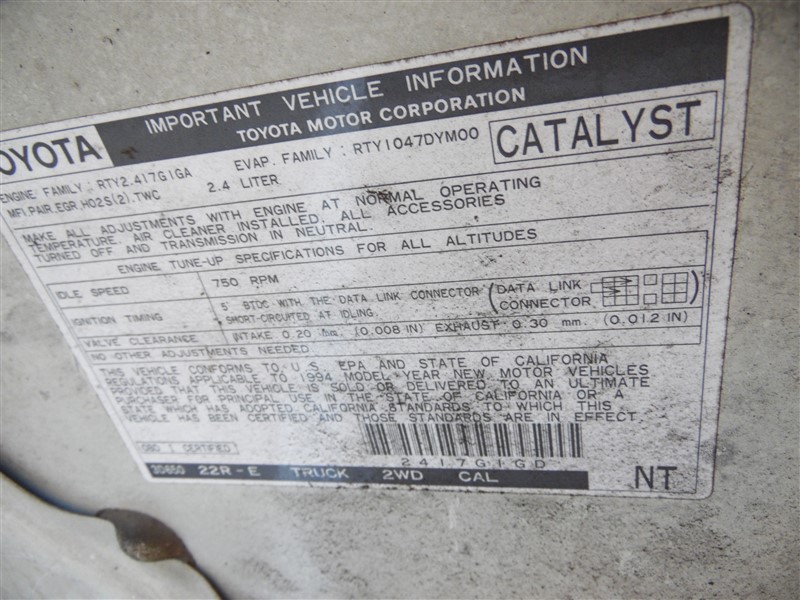 OYOTA
IMPORTANT VEHICLE INFORMATION
TOYOTA MOTOR CORPORATION
ENGINE FAMILY : RTY2.417G1GA EVAP. FAMILY : RTY1047DYM00
MFI.PAIR.EGR.HO2S(2).TWC 2.4 LITER
CATALYST
MAKE ALL ADJUSTMENTS WITH ENGINE AT NORMAL OPERATING
TEMPERATURE. AIR CLEANER INSTALLED. ALL ACCESSORIES
TURNED OFF AND TRANSMISSION IN NEUTRAL.
ENGINE TUNE-UP SPECIFICATIONS FOR ALL ALTITUDES
IDLE SPEED 750 RPM
IGNITION TIMING 5° BTDC WITH THE DATA LINK CONNECTOR
SHORT-CIRCUITED AT IDLING.
(DATA LINK
CONNECTOR )
VALVE CLEARANCE INTAKE 0.20 mm. (0.008 IN) EXHAUST 0.30 mm. (0.012 IN)
NO OTHER ADJUSTMENTS NEEDED.
THIS VEHICLE CONFORMS TO U.S. EPA AND STATE OF CALIFORNIA
REGULATIONS APPLICABLE TO 1994 MODEL YEAR NEW MOTOR VEHICLES
PROVIDED THAT THIS VEHICLE IS SOLD OR DELIVERED TO AN ULTIMATE
PURCHASER FOR PRINCIPAL USE IN THE STATE OF CALIFORNIA OR A
STATE WHICH HAS ADOPTED CALIFORNIA STANDARDS TO WHICH THIS
VEHICLE HAS BEEN CERTIFIED AND THOSE STANDARDS ARE IN EFFECT
OBD I CERTIFIED
2417G1GD
3D650 22R-E TRUCK 2WD CAL
NT